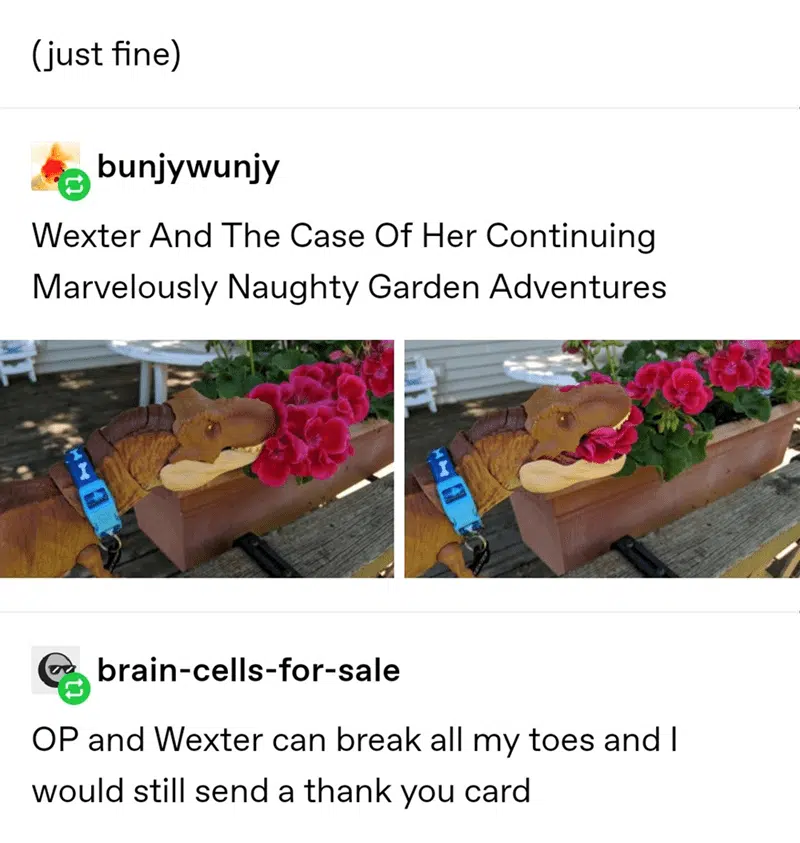 (just fine)
bunjywunjy
Wexter And The Case Of Her Continuing
Marvelously Naughty Garden Adventures
brain-cells-for-sale
OP and Wexter can break all my toes and I
would still send a thank you card